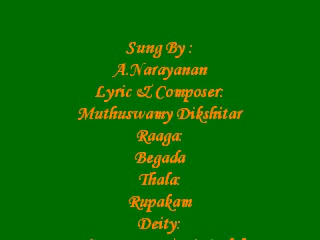 Sung By :
A.Narayanan
Lyric & Composer:
Muthuswamy Dikshitar
Raaga:
Begada
Thala:
Rupakam
Deity: